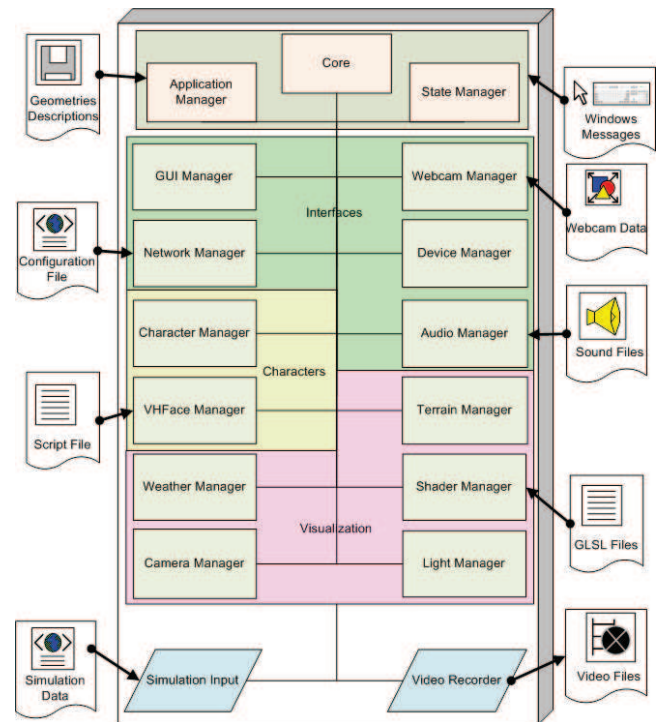 Core
Application
Manager
State Manager
Geometries
Descriptions
Windows
Messages
GUI Manager
Webcam Manager
Interfaces
Webcam Data
Network Manager
Device Manager
Configuration
File
Character Manager
Audio Manager
Sound Files
Characters
VHFace Manager
Terrain Manager
Script File
Weather Manager
Shader Manager
Visualization
GLSL Files
Camera Manager
Light Manager
Simulation
Data
Simulation Input
Video Recorder
Video Files